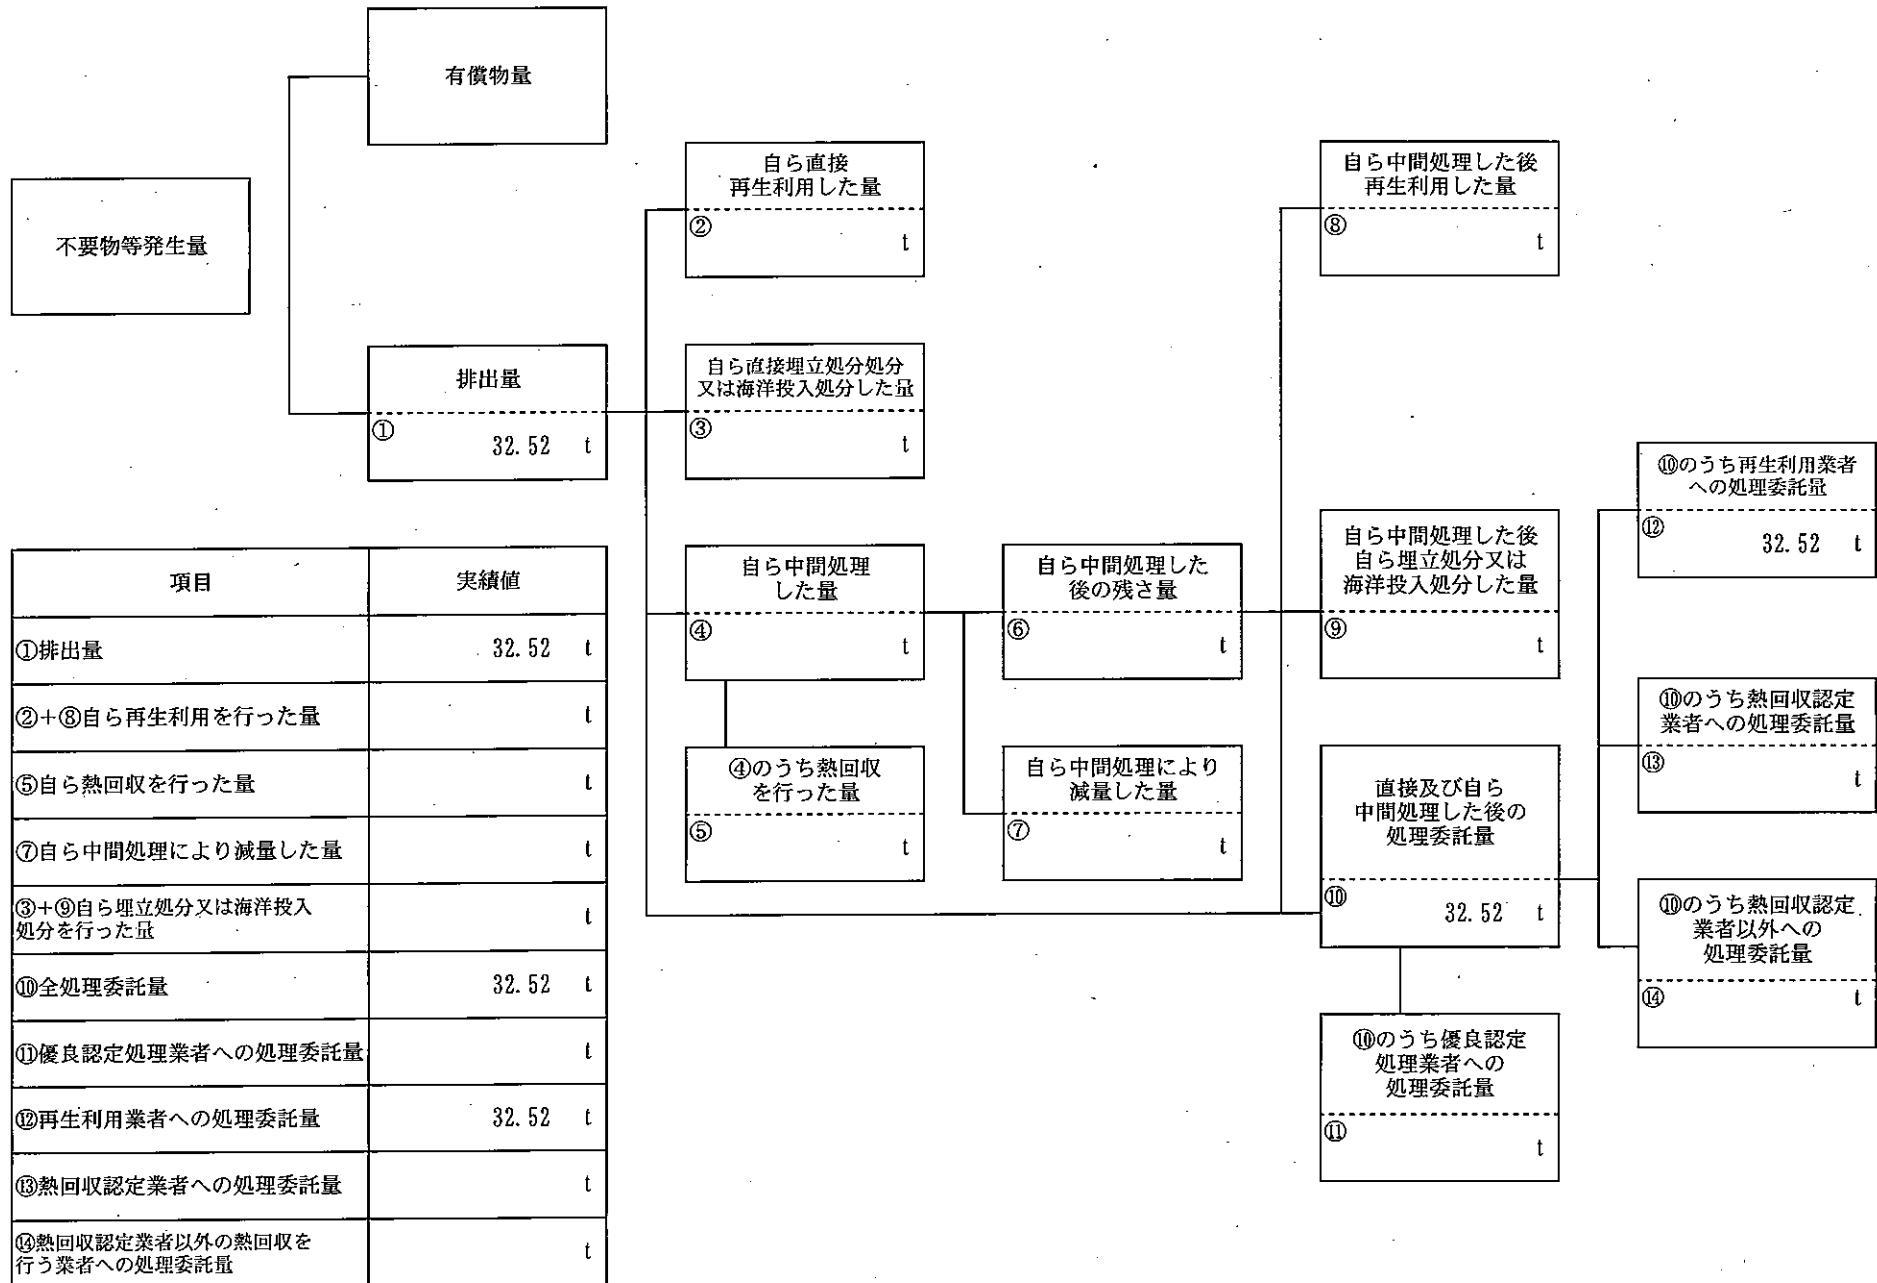 有償物量
不要物等発生量
排出量
①
32.52 t
自ら直接
再生利用した量
②
t
自ら直接埋立処分処分
又は海洋投入処分した量
③
t
自ら中間処理
した量
④
t
④のうち熱回収
を行った量
⑤
t
自ら中間処理した
後の残さ量
⑥
t
自ら中間処理により
減量した量
⑦
t
自ら中間処理した後
再生利用した量
⑧
t
自ら中間処理した後
自ら埋立処分又は
海洋投入処分した量
⑨
t
直接及び自ら
中間処理した後の
処理委託量
⑩
32.52 t
⑩のうち優良認定
処理業者への
処理委託量
⑪
t
⑩のうち再生利用業者
への処理委託量
⑫
32.52 t
⑩のうち熱回収認定
業者への処理委託量
⑬
t
⑩のうち熱回収認定
業者以外への
処理委託量
⑭
t
項目 実績値
①排出量 32.52 t
②+⑧自ら再生利用を行った量 t
⑤自ら熱回収を行った量 t
⑦自ら中間処理により減量した量 t
③+⑨自ら埋立処分又は海洋投入
処分を行った量 t
⑩全処理委託量 32.52 t
⑪優良認定処理業者への処理委託量 t
⑫再生利用業者への処理委託量 32.52 t
⑬熱回収認定業者への処理委託量 t
⑭熱回収認定業者以外の熱回収を
行う業者への処理委託量 t